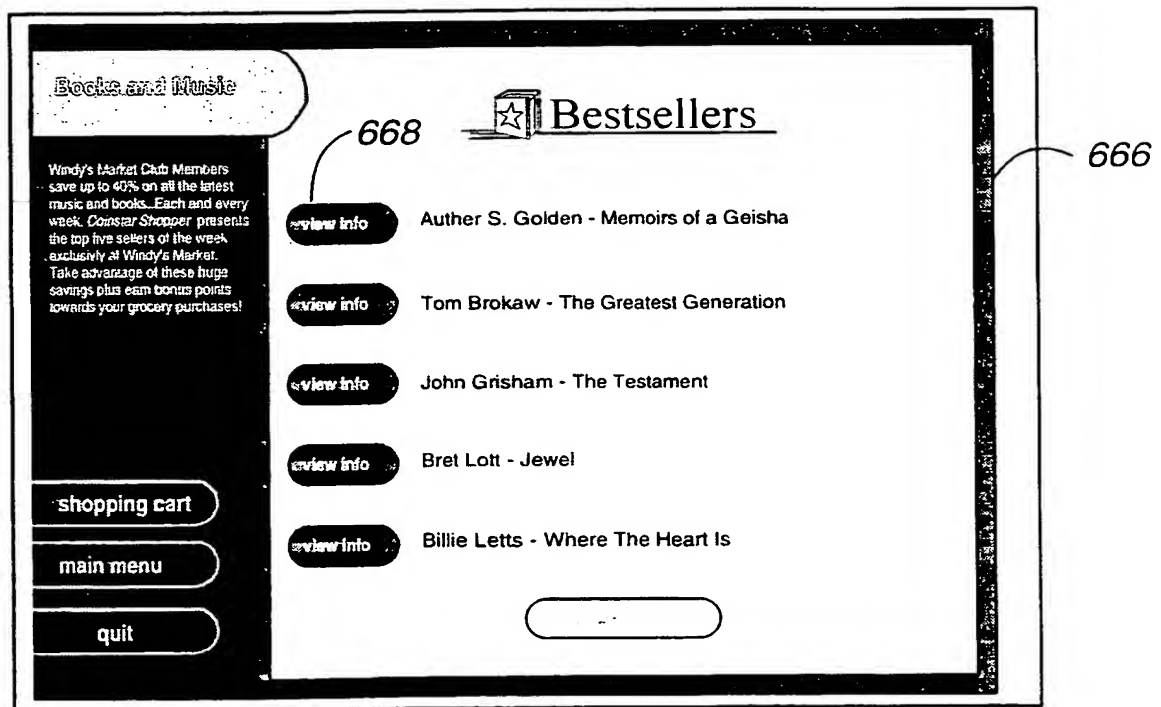 Books and Music
Bestsellers
668
666
Windy's Market Club Members
save up to 40% on all the latest
music and books. Each and every
week, Coinstar Shopper presents
the top five sellers of the week
exclusivly at Windy's Market.
Take advantage of these huge
savings plus earn bonus points
towards your grocery purchases!
view info Auther S. Golden - Memoirs of a Geisha
view info Tom Brokaw - The Greatest Generation
view info John Grisham - The Testament
view info Bret Lott - Jewel
view info Billie Letts - Where The Heart Is
shopping cart
main menu
quit